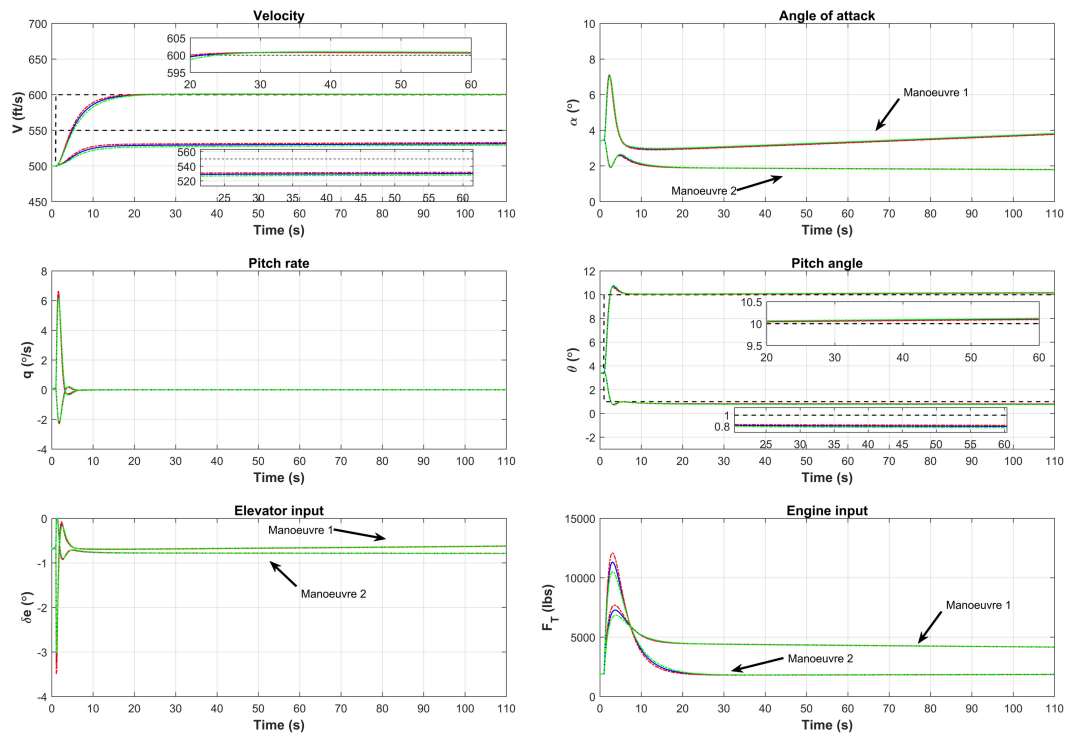 Velocity
700
650
600
550
500
450
V (ft/s)
605
600
595
20 30 40 50 60
560
540
520
25 30 35 40 45 50 55 60
0 10 20 30 40 50 60 70 80 90 100 110
Time (s)
Angle of attack
10
8
6
4
2
0
α (°)
Manoeuvre 1
Manoeuvre 2
0 10 20 30 40 50 60 70 80 90 100 110
Time (s)
Pitch rate
8
6
4
2
0
-2
-4
q (°/s)
0 10 20 30 40 50 60 70 80 90 100 110
Time (s)
Pitch angle
12
10
8
6
4
2
0
-2
θ (°)
10.5
10
9.5
20 30 40 50 60
1
0.8
25 30 35 40 45 50 55 60
0 10 20 30 40 50 60 70 80 90 100 110
Time (s)
Elevator input
0
-1
-2
-3
-4
δe (°)
Manoeuvre 1
Manoeuvre 2
0 10 20 30 40 50 60 70 80 90 100 110
Time (s)
Engine input
15000
10000
5000
0
F_T (lbs)
Manoeuvre 1
Manoeuvre 2
0 10 20 30 40 50 60 70 80 90 100 110
Time (s)